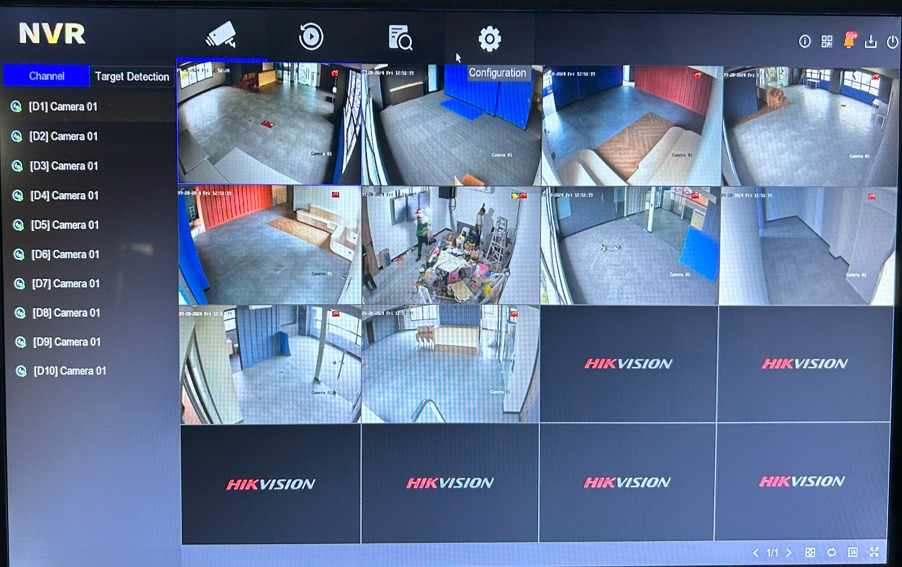 NVR
Configuration
Channel
Target Detection
[D1] Camera 01
[D2] Camera 01
[D3] Camera 01
[D4] Camera 01
[D5] Camera 01
[D6] Camera 01
[D7] Camera 01
[D8] Camera 01
[D9] Camera 01
[D10] Camera 01
Camera 01
Camera 01
Camera 01
Camera 01
Camera 01
Camera 01
Camera 01
Camera 01
Camera 01
Camera 01
HIKVISION
HIKVISION
HIKVISION
HIKVISION
HIKVISION
HIKVISION
1/1